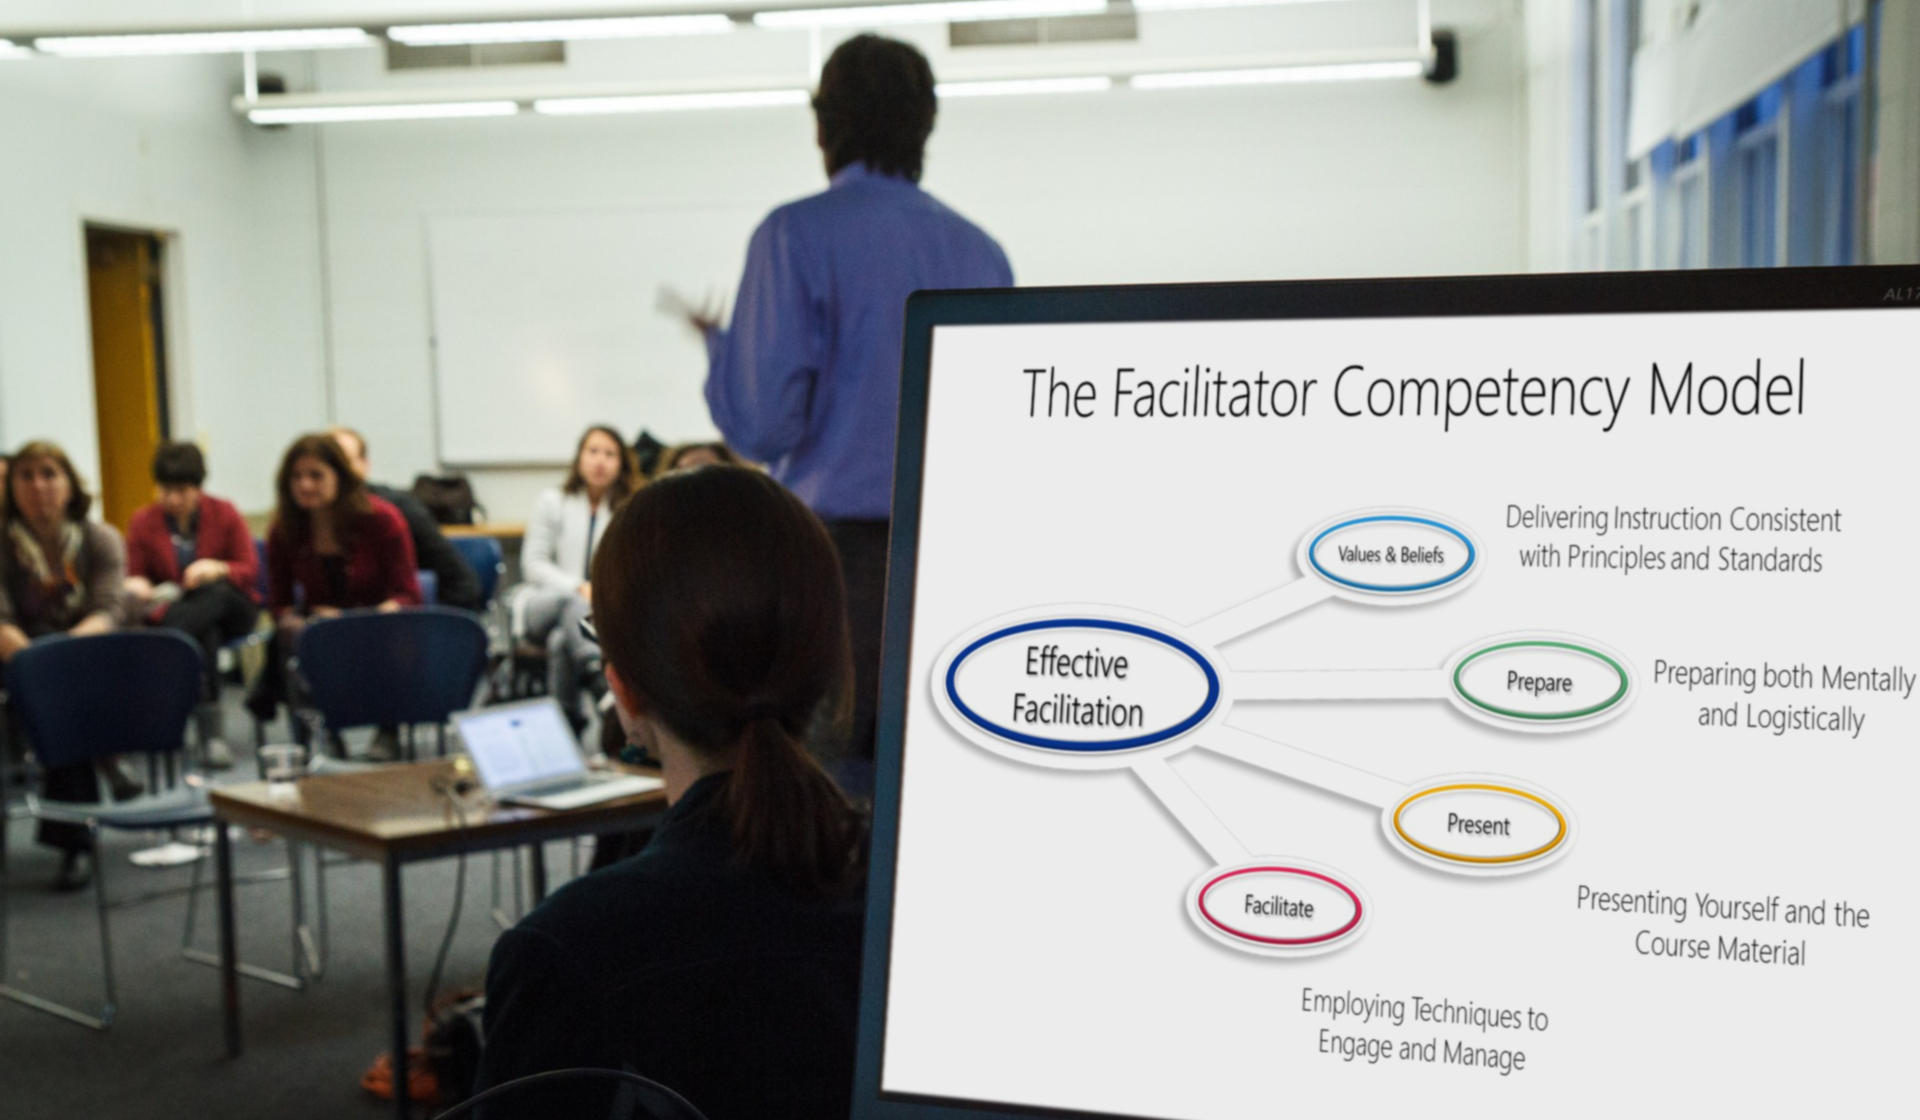 AL17
The Facilitator Competency Model
Values & Beliefs
Delivering Instruction Consistent
with Principles and Standards
Effective
Facilitation
Prepare
Preparing both Mentally
and Logistically
Present
Presenting Yourself and the
Course Material
Facilitate
Employing Techniques to
Engage and Manage